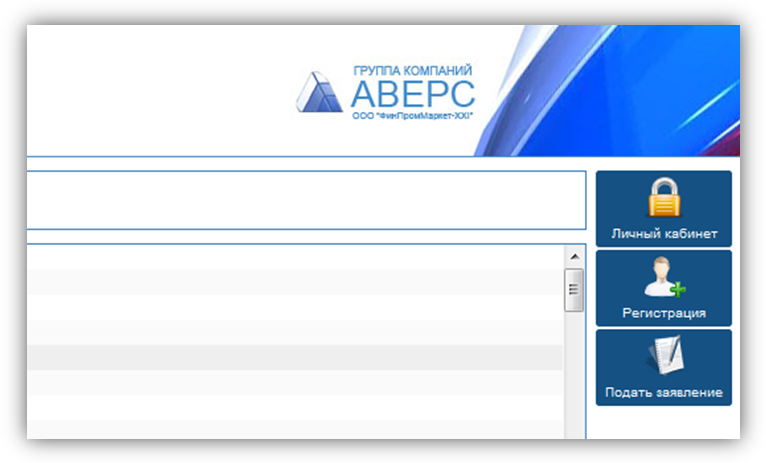 ГРУППА КОМПАНИЙ
АВЕРС
ООО "ФинПромМаркет-XXI"
Личный кабинет
Регистрация
Подать заявление